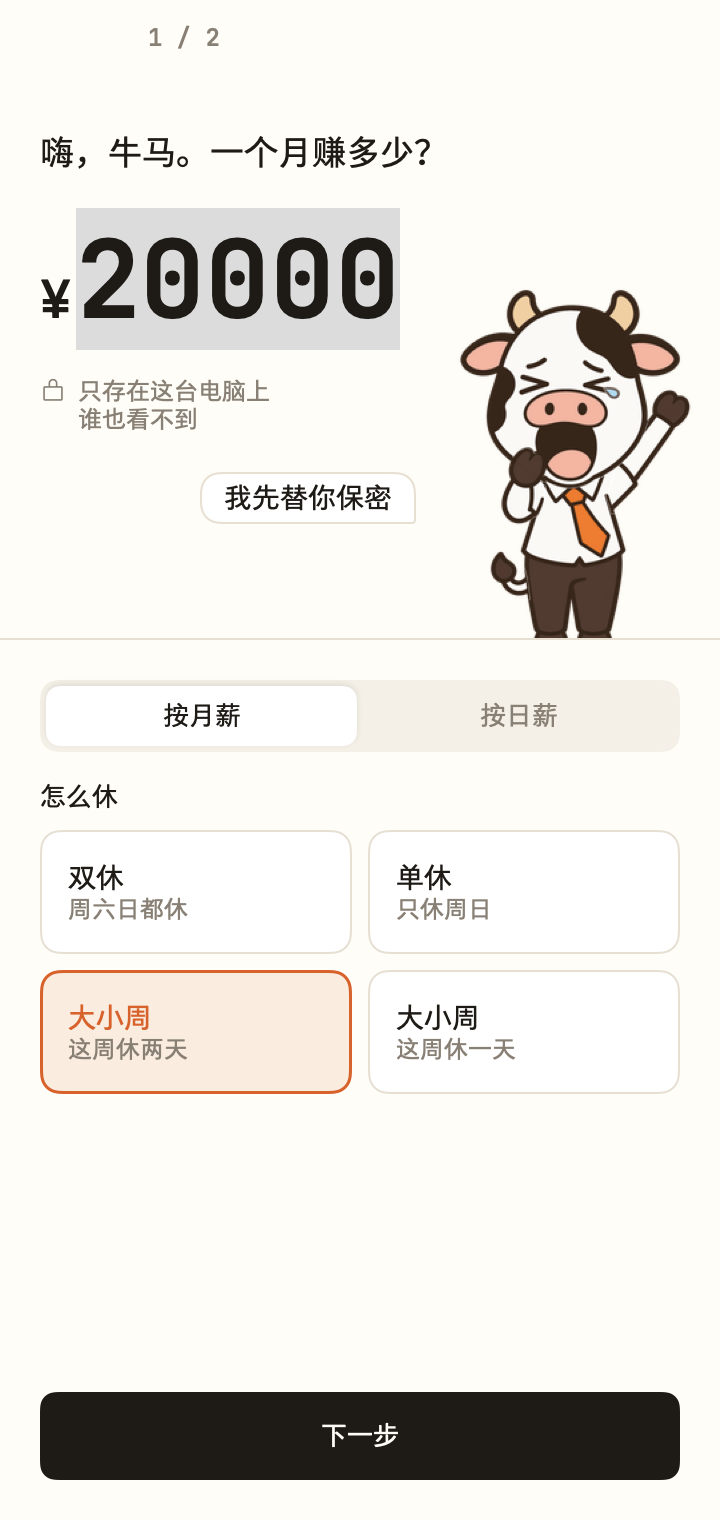 1 / 2
嗨，牛马。一个月赚多少？
¥20000
只存在这台电脑上
谁也看不到
我先替你保密
按月薪
按日薪
怎么休
双休
周六日都休
单休
只休周日
大小周
这周休两天
大小周
这周休一天
下一步